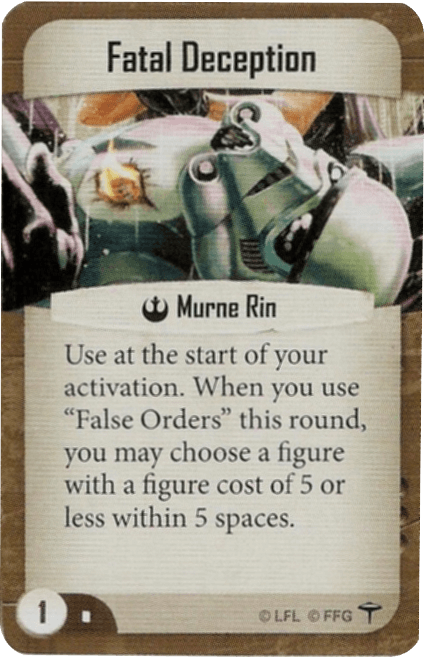 Fatal Deception
Murne Rin
Use at the start of your
activation. When you use
“False Orders” this round,
you may choose a figure
with a figure cost of 5 or
less within 5 spaces.
1
© LFL © FFG